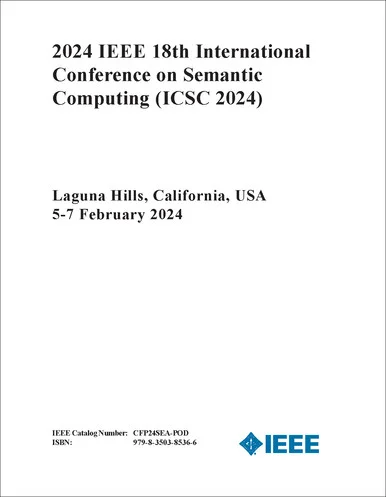 2024 IEEE 18th International
Conference on Semantic
Computing (ICSC 2024)
Laguna Hills, California, USA
5-7 February 2024
IEEE Catalog Number: CFP24SEA-POD
ISBN: 979-8-3503-8536-6
IEEE